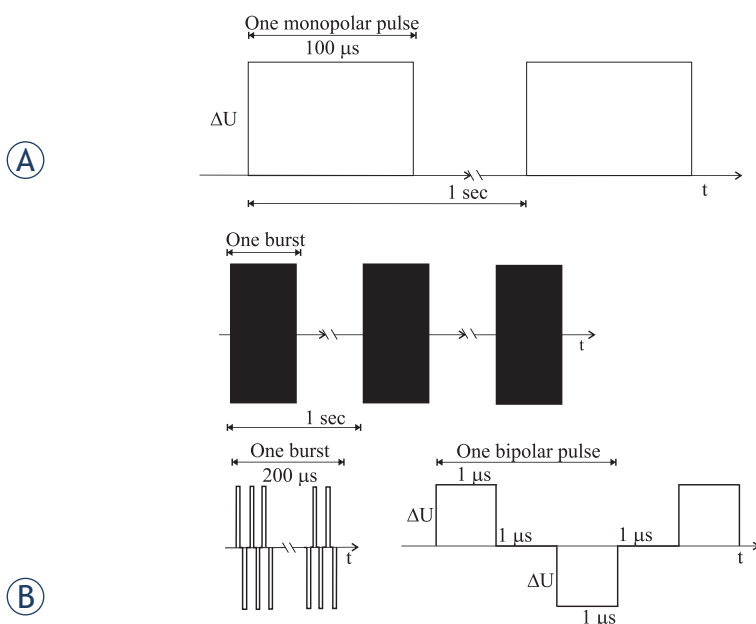 One monopolar pulse
100 μs
ΔU
A
1 sec
t
One burst
t
1 sec
One burst
200 μs
t
One bipolar pulse
1 μs
ΔU
1 μs
1 μs
ΔU
t
1 μs
B